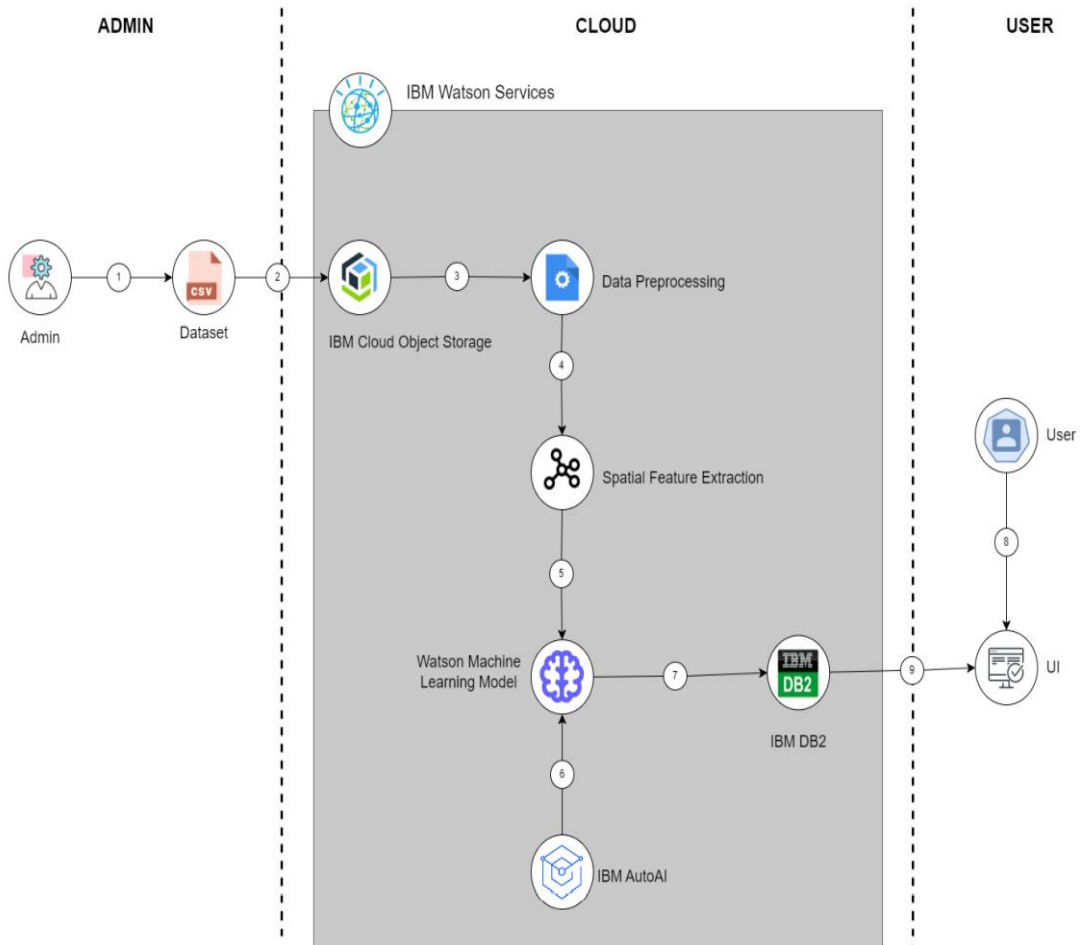 ADMIN
CLOUD
USER
IBM Watson Services
1
CSV
2
3
Admin
Dataset
IBM Cloud Object Storage
Data Preprocessing
4
Spatial Feature Extraction
User
5
8
Watson Machine
Learning Model
7
IBM
DB2
IBM DB2
9
UI
6
IBM AutoAI